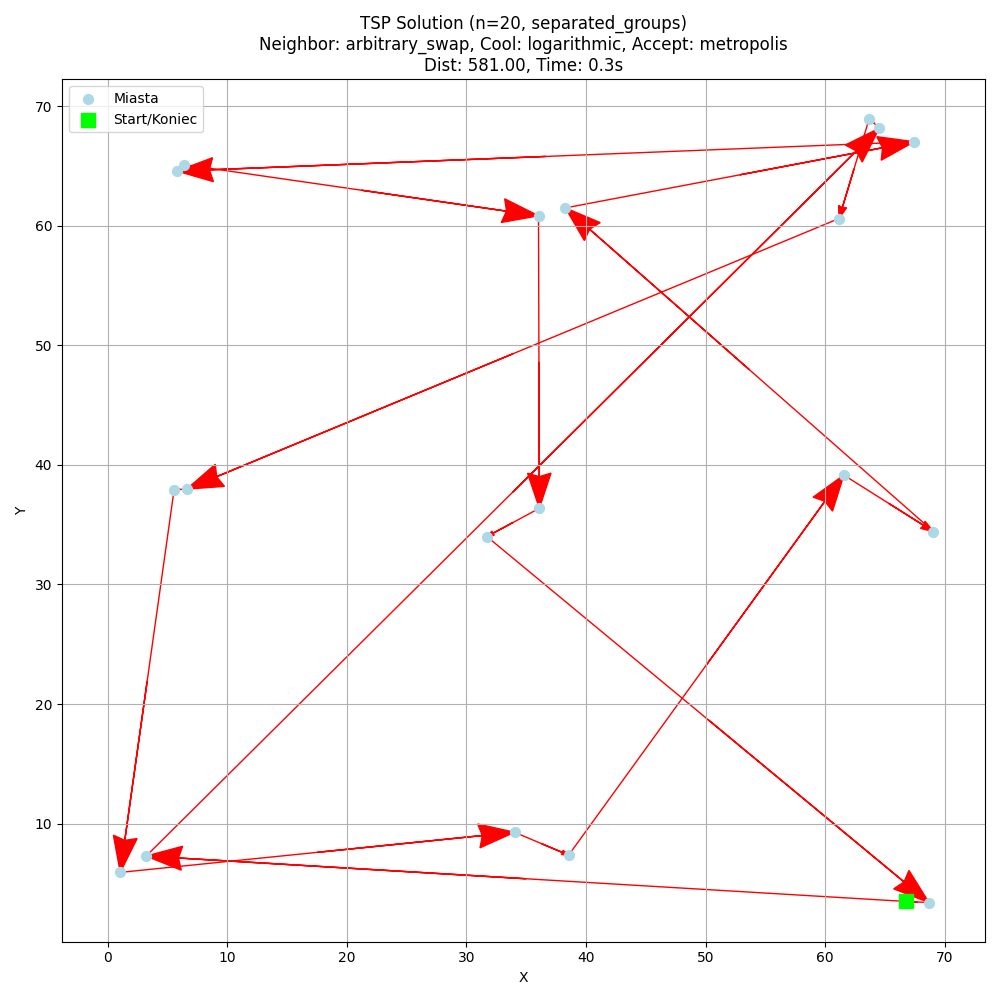 TSP Solution (n=20, separated_groups)
Neighbor: arbitrary_swap, Cool: logarithmic, Accept: metropolis
Dist: 581.00, Time: 0.3s
Miasta
Start/Koniec
70
60
50
40
30
20
10
Y
0 10 20 30 40 50 60 70
X